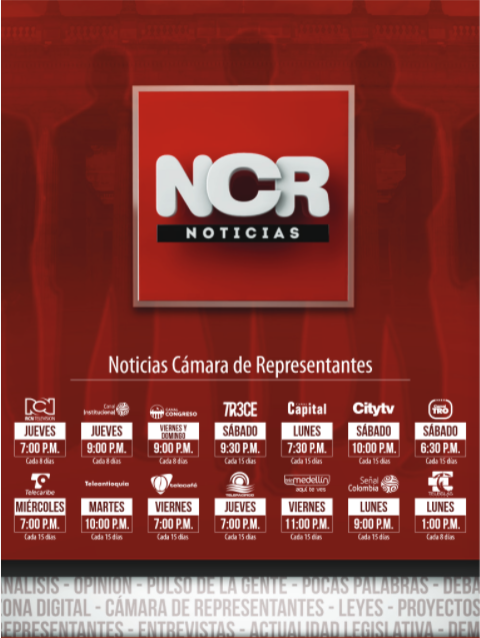 NCR
NOTICIAS
Noticias Cámara de Representantes
RCN TELEVISIÓN
JUEVES
7:00 P.M.
Cada 8 días
Canal Institucional
JUEVES
9:00 P.M.
Cada 8 días
CANAL CONGRESO
VIERNES Y DOMINGO
9:00 P.M.
Cada 8 días
TR3CE
SÁBADO
9:30 P.M.
Cada 15 días
Capital
LUNES
7:30 P.M.
Cada 15 días
Citytv
SÁBADO
10:00 P.M.
Cada 15 días
TRO
SÁBADO
6:30 P.M.
Cada 15 días
Telecaribe
MIÉRCOLES
7:00 P.M.
Cada 15 días
Teleantioquia
MARTES
10:00 P.M.
Cada 15 días
telecafé
VIERNES
7:00 P.M.
Cada 15 días
TELEPACIFICO
JUEVES
7:00 P.M.
Cada 15 días
telemedellín
aquí te ves
VIERNES
11:00 P.M.
Cada 15 días
Señal Colombia
LUNES
9:00 P.M.
Cada 15 días
LUNES
1:00 P.M.
Cada 8 días
NALISIS - OPINION - PULSO DE LA GENTE - POCAS PALABRAS - DEBA
ONA DIGITAL - CÁMARA DE REPRESENTANTES - LEYES - PROYECTOS
EPRESENTANTES - ENTREVISTAS - ACTUALIDAD LEGISLATIVA - DEM